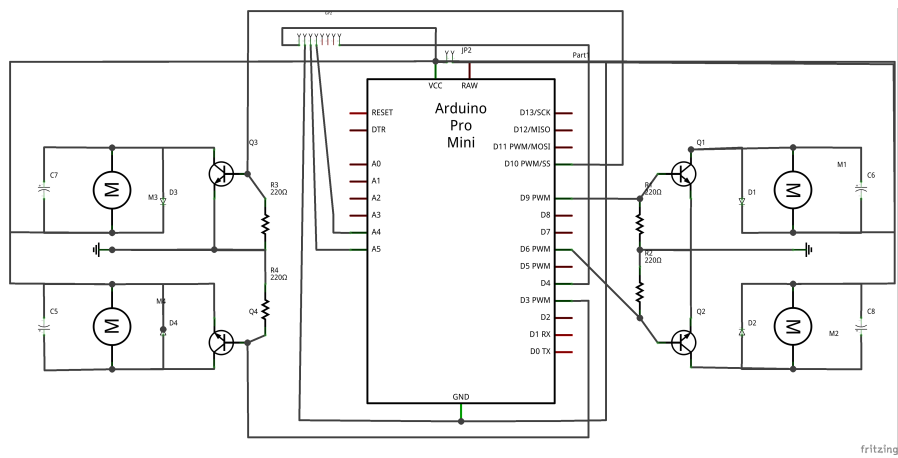 JP2
Part1
VCC
RAW
Arduino
Pro
Mini
RESET
DTR
A0
A1
A2
A3
A4
A5
D13/SCK
D12/MISO
D11 PWM/MOSI
D10 PWM/SS
D9 PWM
D8
D7
D6 PWM
D5 PWM
D4
D3 PWM
D2
D1 RX
D0 TX
GND
Q3
C7
M
M3
D3
R3
220Ω
R4
220Ω
C5
M
M4
D4
Q4
Q1
R1
220Ω
R2
220Ω
D1
M
M1
C6
Q2
D2
M
M2
C8
fritzing